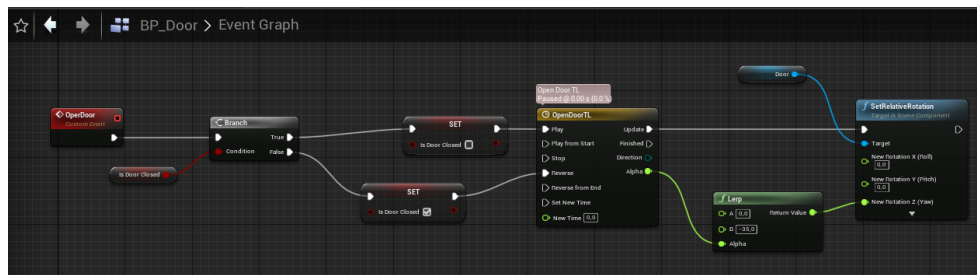 BP_Door > Event Graph
OperDoor
Custom Event
Is Door Closed
Branch
Condition
True
False
SET
Is Door Closed
SET
Is Door Closed
Open Door TL
Paused @ 0.00 s (0.0 %)
OpenDoorTL
Play
Play from Start
Stop
Reverse
Reverse from End
Set New Time
New Time 0,0
Update
Finished
Direction
Alpha
Lerp
A 0,0
B -35,0
Alpha
Return Value
Door
SetRelativeRotation
Target is Scene Component
Target
New Rotation X (Roll)
0,0
New Rotation Y (Pitch)
0,0
New Rotation Z (Yaw)